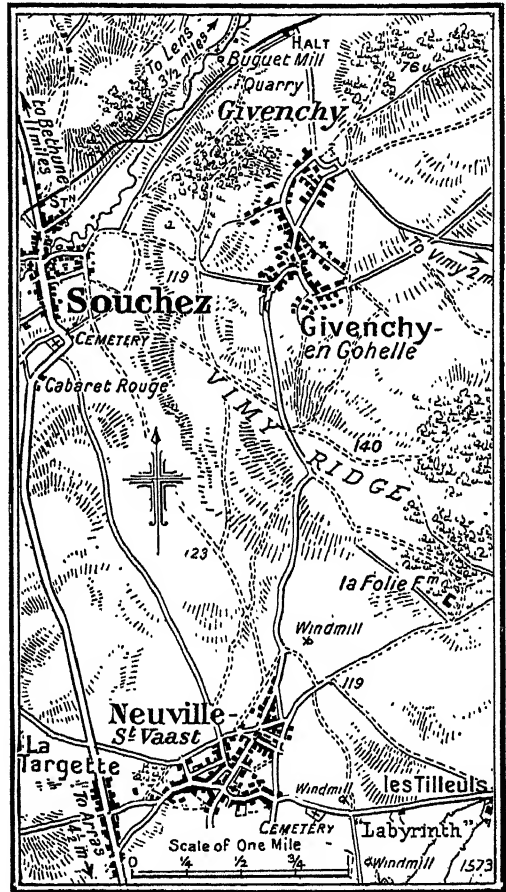 HALT
To Lens
3½ miles
Buguet Mill
76
Quarry
Givenchy
to Bethune
11 miles
Sᵀᴺ
To Vimy 2 m
119
Souchez
CEMETERY
Givenchy-
en Gohelle
Cabaret Rouge
VIMY RIDGE
140
123
la Folie Fᵐ
Windmill
119
Neuville-
Sᵗ Vaast
La
Targette
To Arras
4½ m
Windmill
les Tilleuls
CEMETERY
"Labyrinth"
Scale of One Mile
0 ¼ ½ ¾ 1
Windmill
1573